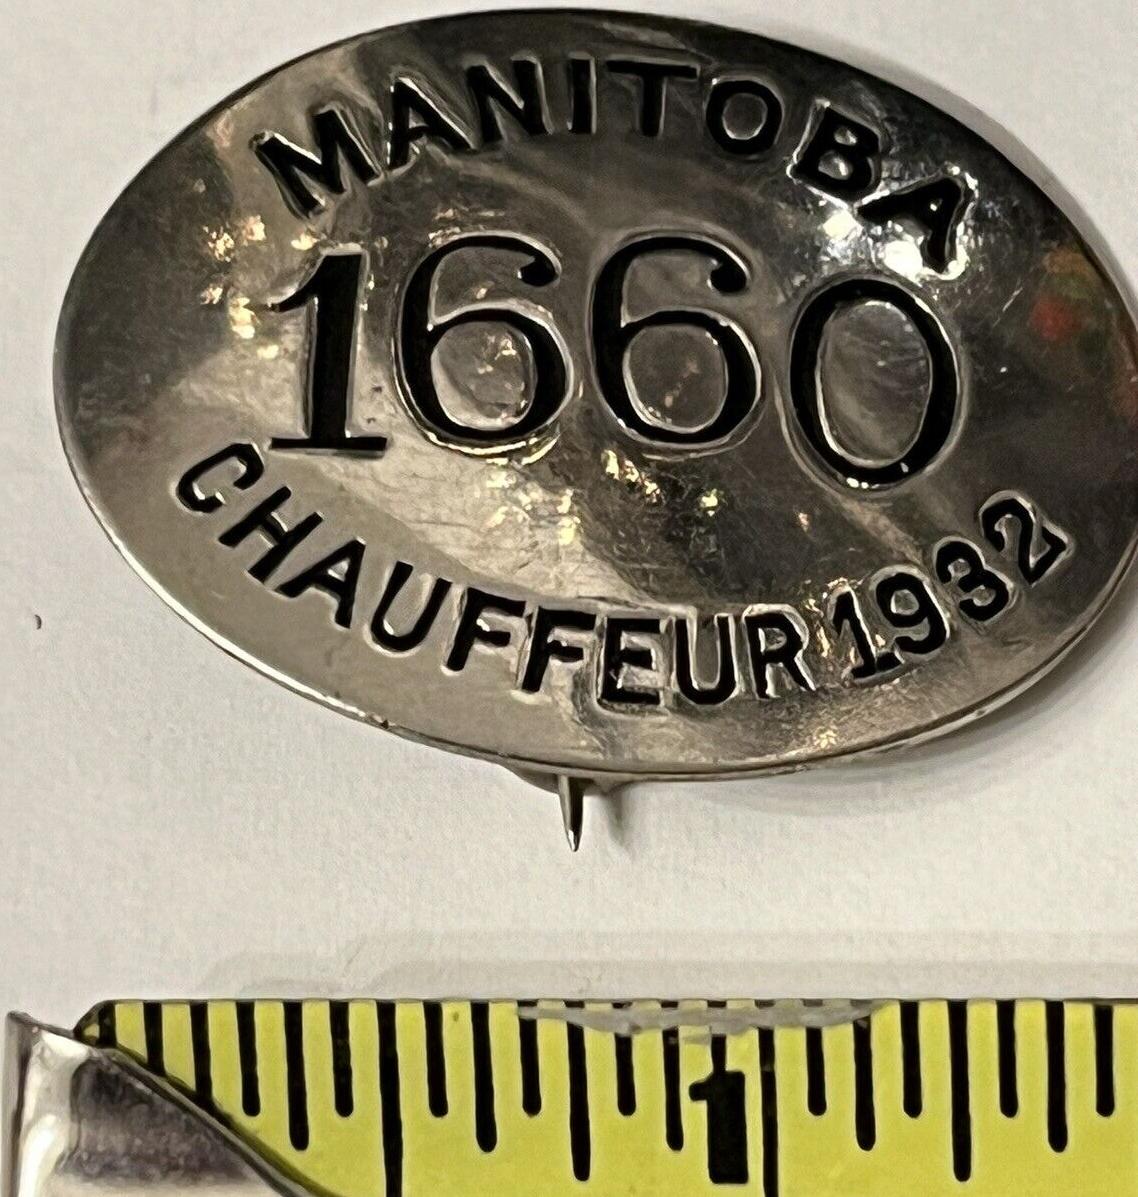 MANITOBA
1660
CHAUFFEUR 1932
1